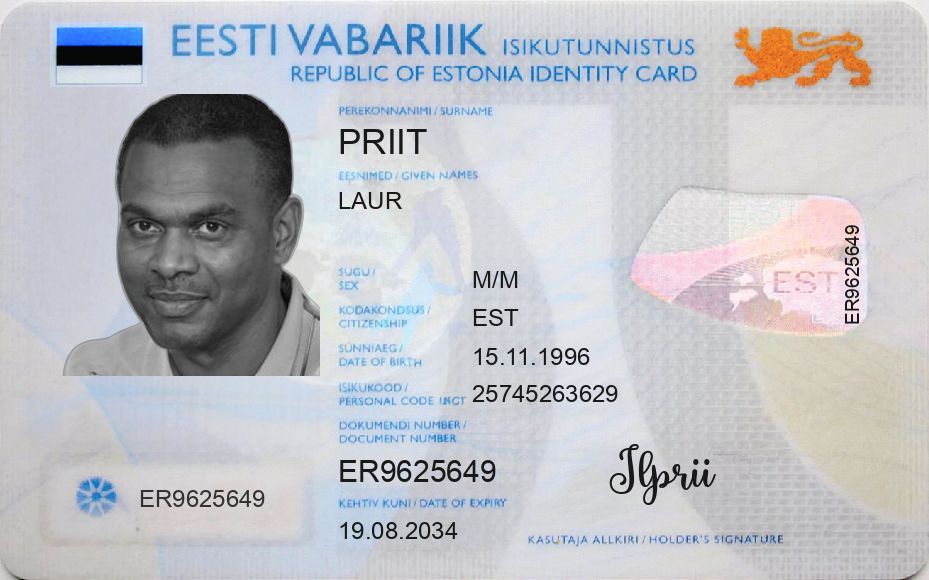 EESTI VABARIIK ISIKUTUNNISTUS
REPUBLIC OF ESTONIA IDENTITY CARD
PEREKONNANIMI / SURNAME
PRIIT
EESNIMED / GIVEN NAMES
LAUR
SUGU /
SEX
M/M
KODAKONDSUS /
CITIZENSHIP
EST
SÜNNIAEG /
DATE OF BIRTH
15.11.1996
ISIKUKOOD /
PERSONAL CODE
25745263629
DOKUMENDI NUMBER /
DOCUMENT NUMBER
ER9625649
KEHTIV KUNI / DATE OF EXPIRY
19.08.2034
ER9625649
EST
ER9625649
KASUTAJA ALLKIRI / HOLDER'S SIGNATURE